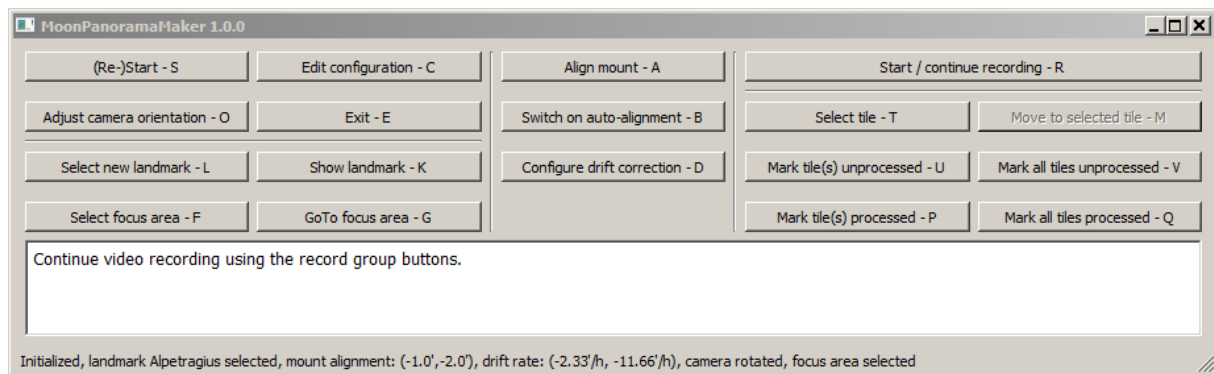 MoonPanoramaMaker 1.0.0
(Re-)Start - S
Edit configuration - C
Align mount - A
Start / continue recording - R
Adjust camera orientation - O
Exit - E
Switch on auto-alignment - B
Select tile - T
Move to selected tile - M
Select new landmark - L
Show landmark - K
Configure drift correction - D
Mark tile(s) unprocessed - U
Mark all tiles unprocessed - V
Select focus area - F
GoTo focus area - G
Mark tile(s) processed - P
Mark all tiles processed - Q
Continue video recording using the record group buttons.
Initialized, landmark Alpetragius selected, mount alignment: (-1.0',-2.0'), drift rate: (-2.33'/h, -11.66'/h), camera rotated, focus area selected